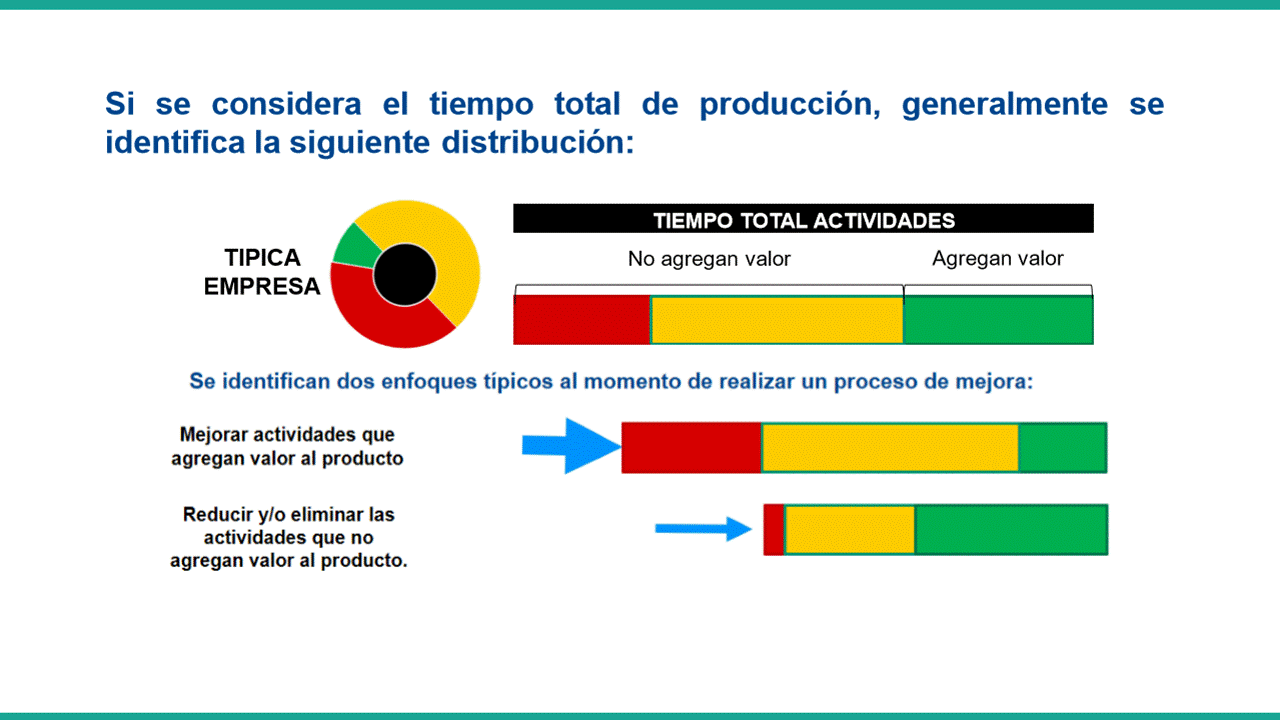 Si se considera el tiempo total de producción, generalmente se
identifica la siguiente distribución:
TIPICA
EMPRESA
TIEMPO TOTAL ACTIVIDADES
No agregan valor
Agregan valor
Se identifican dos enfoques típicos al momento de realizar un proceso de mejora:
Mejorar actividades que
agregan valor al producto
Reducir y/o eliminar las
actividades que no
agregan valor al producto.